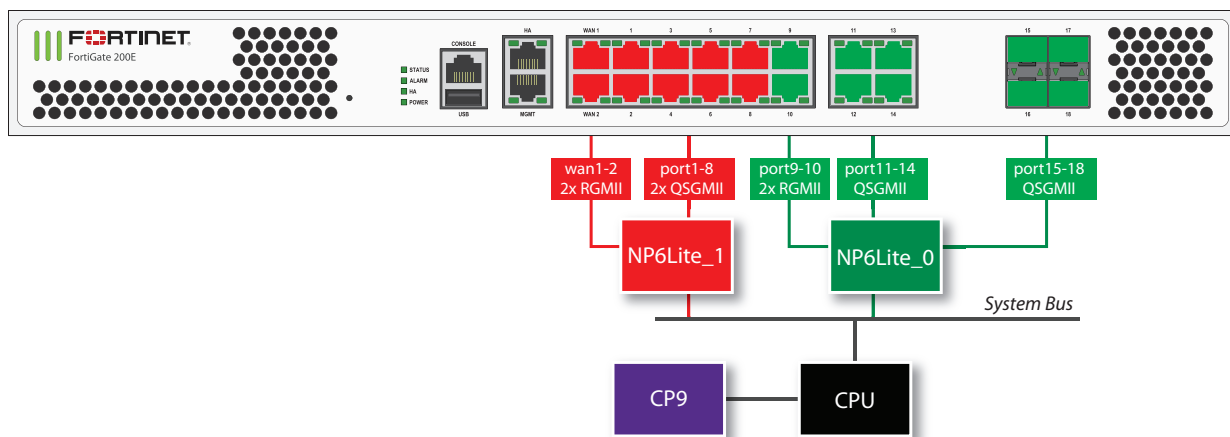 FORTINET
FortiGate 200E
STATUS
ALARM
HA
POWER
CONSOLE
USB
HA
MGMT
WAN 1 1 3 5 7 9
WAN 2 2 4 6 8 10
11 13
12 14
15 17
16 18
wan1-2
2x RGMII
port1-8
2x QSGMII
port9-10
2x RGMII
port11-14
QSGMII
port15-18
QSGMII
NP6Lite_1
NP6Lite_0
System Bus
CP9
CPU